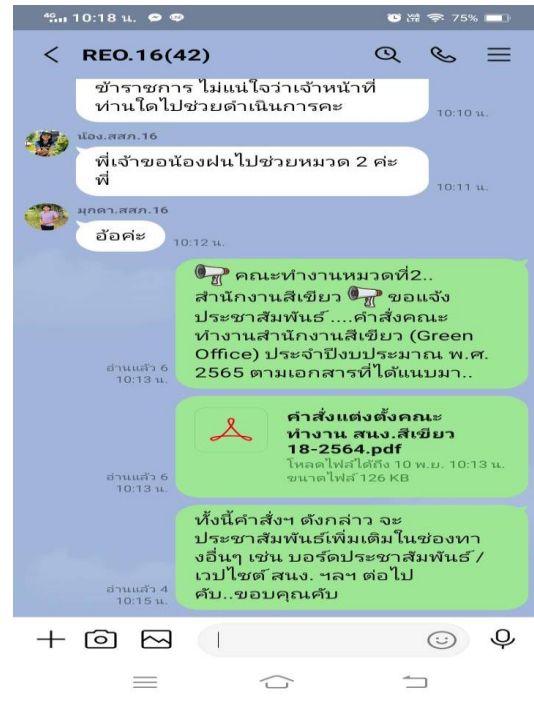 4G 10:18 น. 75%
REO.16(42)
ข้าราชการ ไม่แน่ใจว่าเจ้าหน้าที่
ท่านใดไปช่วยดำเนินการคะ
10:10 น.
น้อง.สสภ.16
พี่เจ้าขอน้องฝนไปช่วยหมวด 2 ค่ะ
พี่
10:11 น.
มุกดา.สสภ.16
อ้อค่ะ
10:12 น.
คณะทำงานหมวดที่2..
สำนักงานสีเขียว ขอแจ้ง
ประชาสัมพันธ์ ....คำสั่งคณะ
ทำงานสำนักงานสีเขียว (Green
Office) ประจำปีงบประมาณ พ.ศ.
2565 ตามเอกสารที่ได้แนบมา..
อ่านแล้ว 6
10:13 น.
คำสั่งแต่งตั้งคณะ
ทำงาน สนง.สีเขียว
18-2564.pdf
โหลดไฟล์ได้ถึง 10 พ.ย. 10:13 น.
ขนาดไฟล์ 126 KB
อ่านแล้ว 6
10:13 น.
ทั้งนี้คำสั่งฯ ดังกล่าว จะ
ประชาสัมพันธ์เพิ่มเติมในช่องทา
งอื่นๆ เช่น บอร์ดประชาสัมพันธ์ /
เวปไซต์ สนง. ฯลฯ ต่อไป
คับ..ขอบคุณคับ
อ่านแล้ว 4
10:15 น.